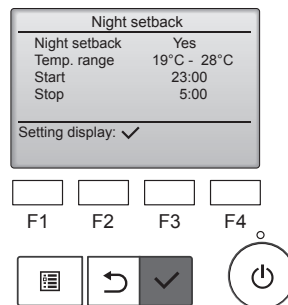 Night setback
Night setback Yes
Temp. range 19°C - 28°C
Start 23:00
Stop 5:00
Setting display: ✓
F1 F2 F3 F4